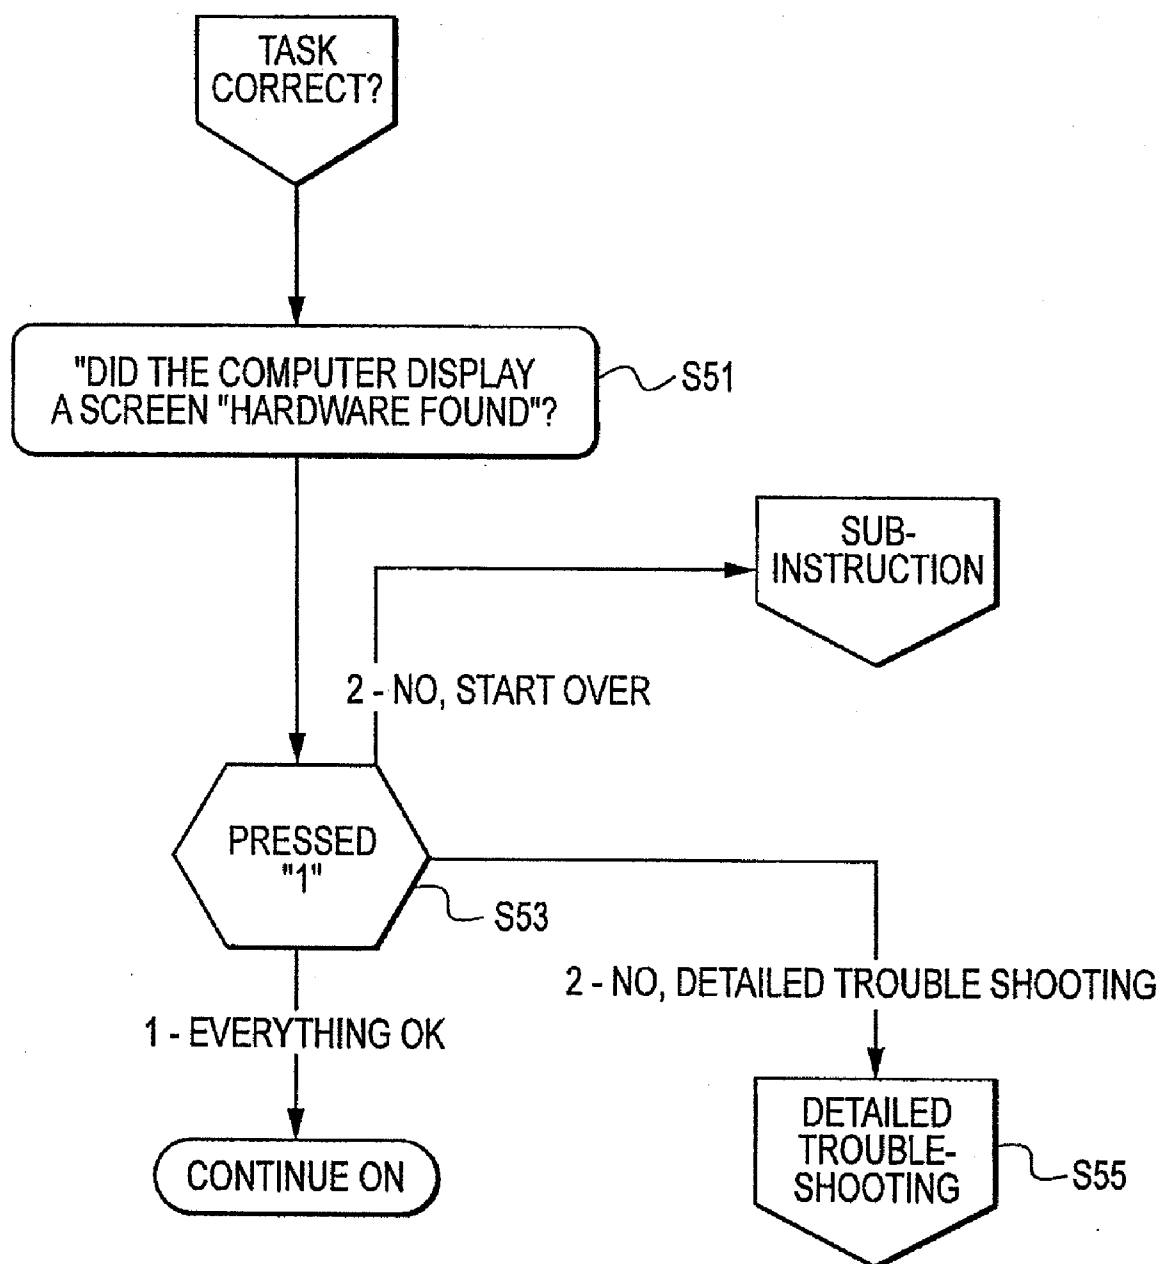 TASK
CORRECT?
"DID THE COMPUTER DISPLAY
A SCREEN "HARDWARE FOUND"?
S51
SUB-
INSTRUCTION
2 - NO, START OVER
PRESSED
"1"
S53
2 - NO, DETAILED TROUBLE SHOOTING
1 - EVERYTHING OK
DETAILED
TROUBLE-
SHOOTING
S55
CONTINUE ON